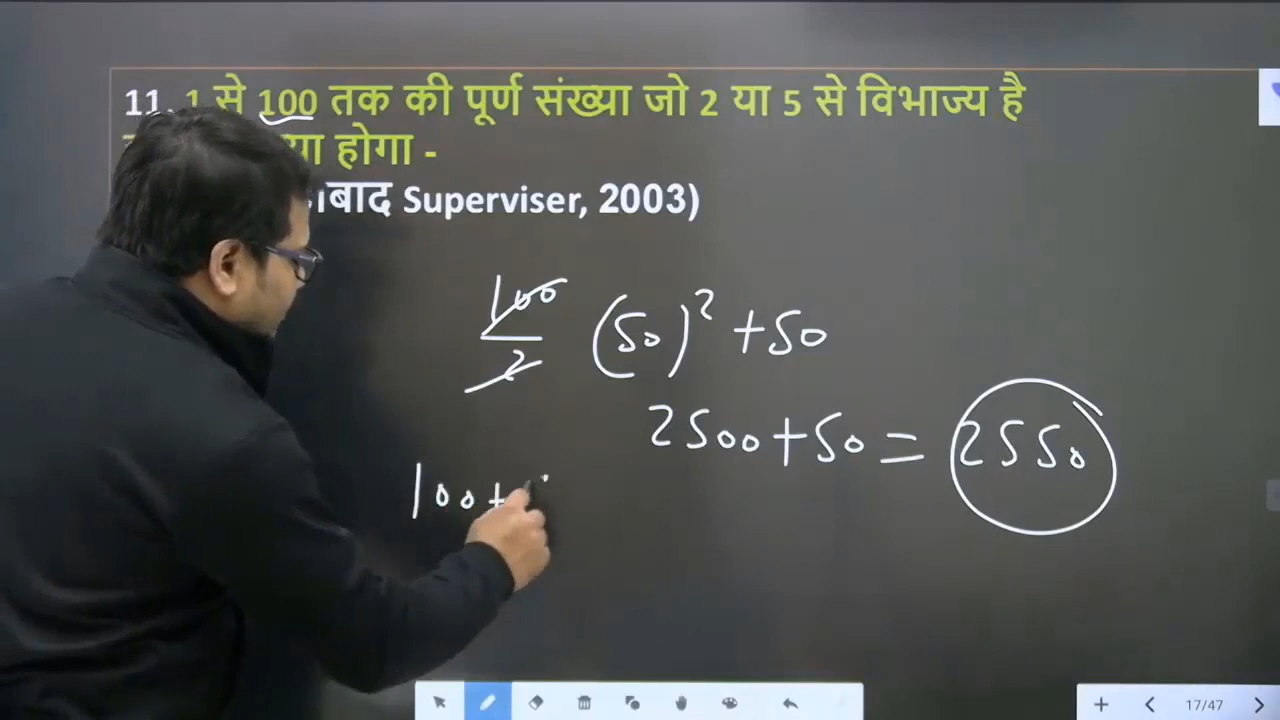 11. 1 से 100 तक की पूर्ण संख्या जो 2 या 5 से विभाज्य है
होगा -
Superviser, 2003)
100/2 (50)² + 50
2500 + 50 = 2550
100 +
17/47